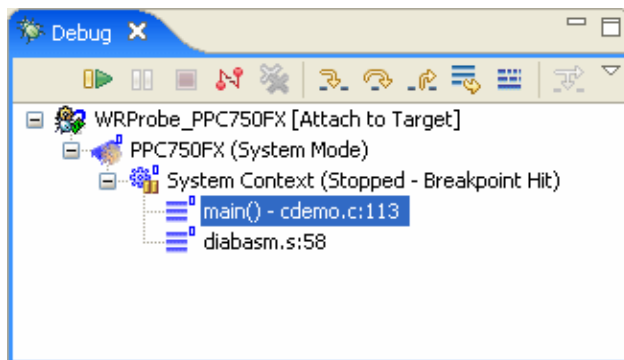 Debug
WRProbe_PPC750FX [Attach to Target]
PPC750FX (System Mode)
System Context (Stopped - Breakpoint Hit)
main() - cdemo.c:113
diabasm.s:58